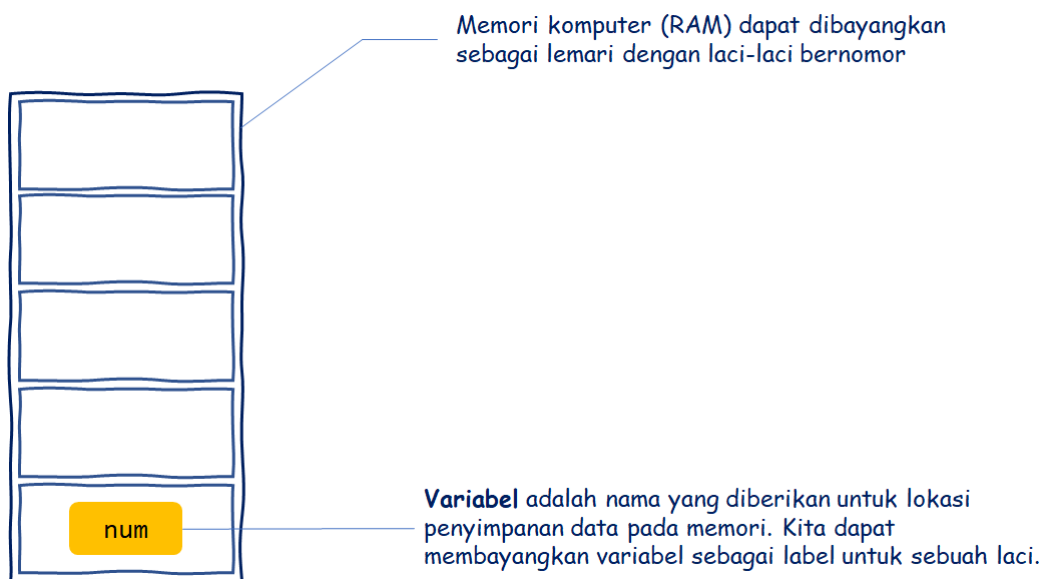 Memori komputer (RAM) dapat dibayangkan
sebagai lemari dengan laci-laci bernomor
num
Variabel adalah nama yang diberikan untuk lokasi
penyimpanan data pada memori. Kita dapat
membayangkan variabel sebagai label untuk sebuah laci.